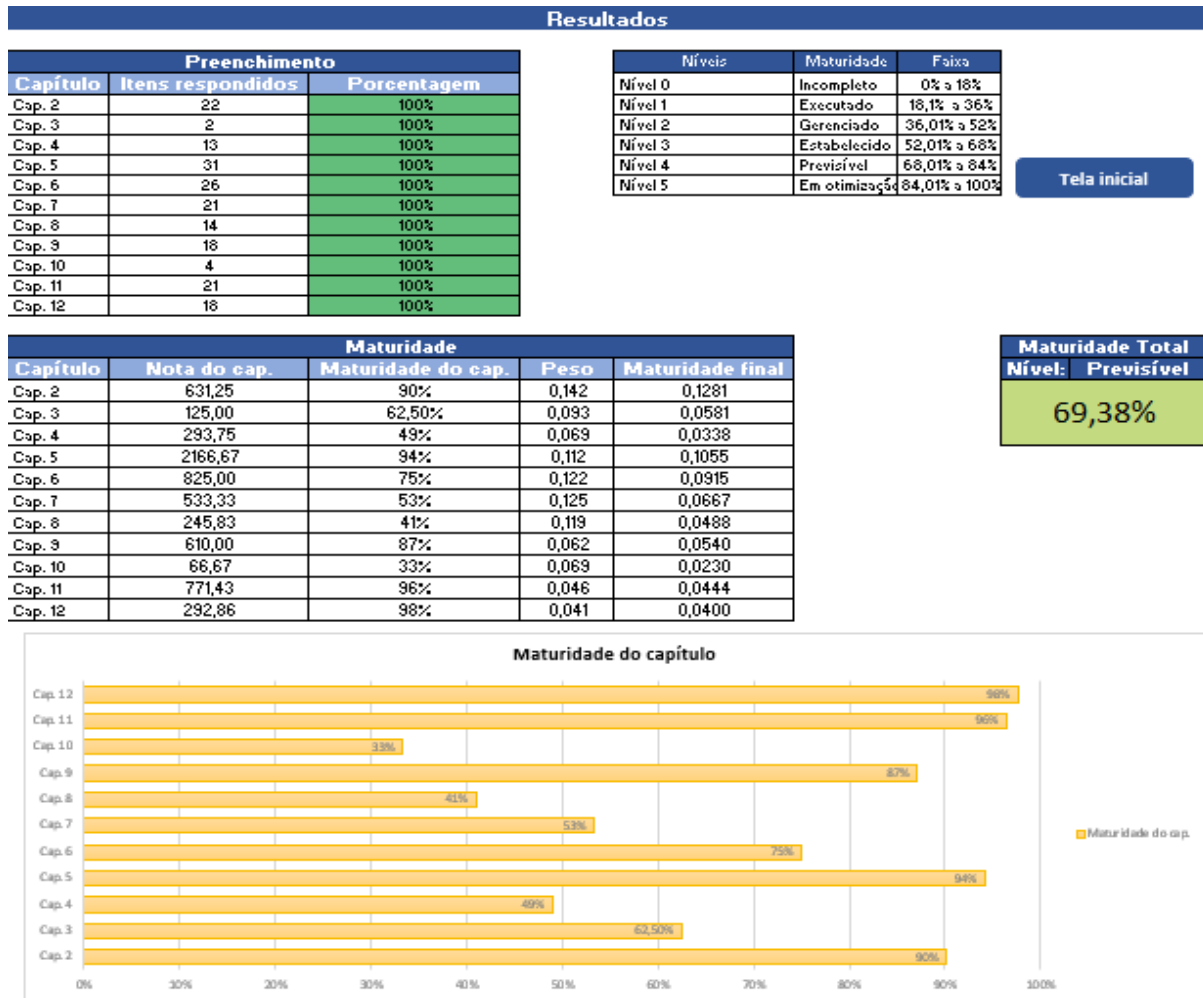 Resultados
Preenchimento
Capítulo Itens respondidos Porcentagem
Cap. 2 22 100%
Cap. 3 2 100%
Cap. 4 13 100%
Cap. 5 31 100%
Cap. 6 26 100%
Cap. 7 21 100%
Cap. 8 14 100%
Cap. 9 18 100%
Cap. 10 4 100%
Cap. 11 21 100%
Cap. 12 18 100%
Níveis Maturidade Faixa
Nível 0 Incompleto 0% a 18%
Nível 1 Executado 18,1% a 36%
Nível 2 Gerenciado 36,01% a 52%
Nível 3 Estabelecido 52,01% a 68%
Nível 4 Previsível 68,01% a 84%
Nível 5 Em otimização 84,01% a 100%
Tela inicial
Maturidade
Capítulo Nota do cap. Maturidade do cap. Peso Maturidade final
Cap. 2 631,25 90% 0,142 0,1281
Cap. 3 125,00 62,50% 0,093 0,0581
Cap. 4 293,75 49% 0,069 0,0338
Cap. 5 2166,67 94% 0,112 0,1055
Cap. 6 825,00 75% 0,122 0,0915
Cap. 7 533,33 53% 0,125 0,0667
Cap. 8 245,83 41% 0,119 0,0488
Cap. 9 610,00 87% 0,062 0,0540
Cap. 10 66,67 33% 0,069 0,0230
Cap. 11 771,43 96% 0,046 0,0444
Cap. 12 292,86 98% 0,041 0,0400
Maturidade Total
Nível: Previsível
69,38%
Maturidade do capítulo
Cap. 12 98%
Cap. 11 96%
Cap. 10 33%
Cap. 9 87%
Cap. 8 41%
Cap. 7 53%
Cap. 6 75%
Cap. 5 94%
Cap. 4 49%
Cap. 3 62,50%
Cap. 2 90%
0% 10% 20% 30% 40% 50% 60% 70% 80% 90% 100%
Maturidade do cap.